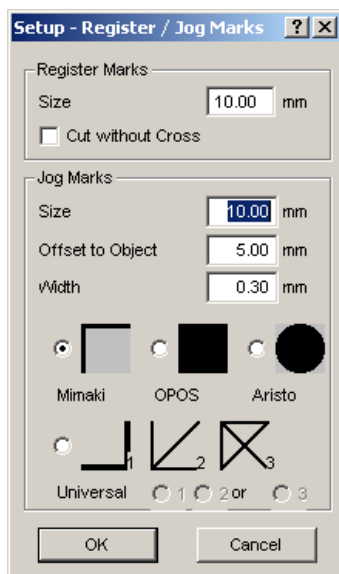 Setup - Register / Jog Marks ? X
Register Marks
Size 10.00 mm
Cut without Cross
Jog Marks
Size 10.00 mm
Offset to Object 5.00 mm
Width 0.30 mm
Mimaki OPOS Aristo
1 2 3
Universal 1 2 or 3
OK Cancel